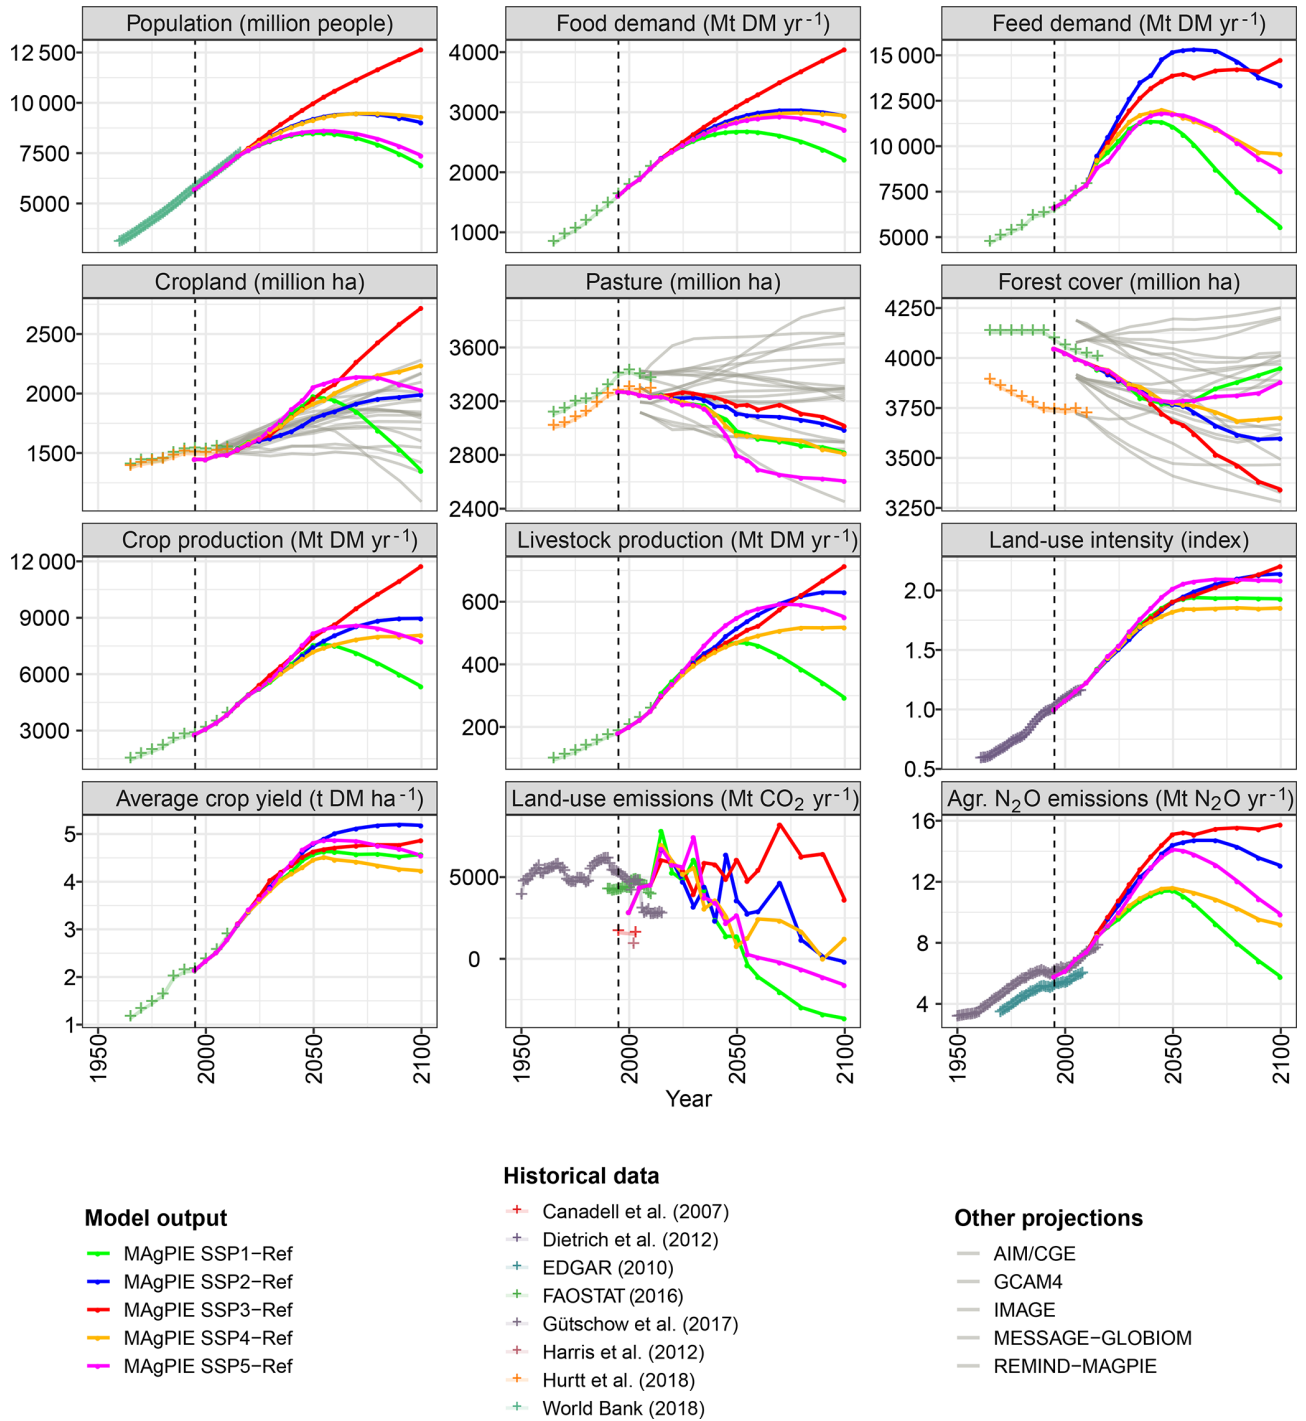 Population (million people)
Food demand (Mt DM yr⁻¹)
Feed demand (Mt DM yr⁻¹)
12 500
10 000
7500
5000
4000
3000
2000
1000
15 000
12 500
10 000
7500
5000
Cropland (million ha)
Pasture (million ha)
Forest cover (million ha)
2500
2000
1500
3600
3200
2800
2400
4250
4000
3750
3500
3250
Crop production (Mt DM yr⁻¹)
Livestock production (Mt DM yr⁻¹)
Land-use intensity (index)
12 000
9000
6000
3000
600
400
200
2.0
1.5
1.0
0.5
Average crop yield (t DM ha⁻¹)
Land-use emissions (Mt CO₂ yr⁻¹)
Agr. N₂O emissions (Mt N₂O yr⁻¹)
5
4
3
2
1
5000
0
16
12
8
4
1950
2000
2050
2100
1950
2000
2050
2100
1950
2000
2050
2100
Year
Model output
MAgPIE SSP1−Ref
MAgPIE SSP2−Ref
MAgPIE SSP3−Ref
MAgPIE SSP4−Ref
MAgPIE SSP5−Ref
Historical data
Canadell et al. (2007)
Dietrich et al. (2012)
EDGAR (2010)
FAOSTAT (2016)
Gütschow et al. (2017)
Harris et al. (2012)
Hurtt et al. (2018)
World Bank (2018)
Other projections
AIM/CGE
GCAM4
IMAGE
MESSAGE−GLOBIOM
REMIND−MAGPIE